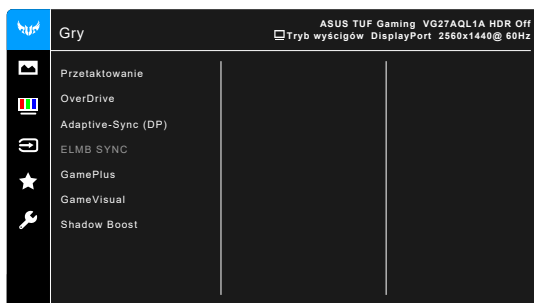 Gry
ASUS TUF Gaming VG27AQL1A HDR Off
Tryb wyścigów DisplayPort 2560x1440@ 60Hz
Przetaktowanie
OverDrive
Adaptive-Sync (DP)
ELMB SYNC
GamePlus
GameVisual
Shadow Boost